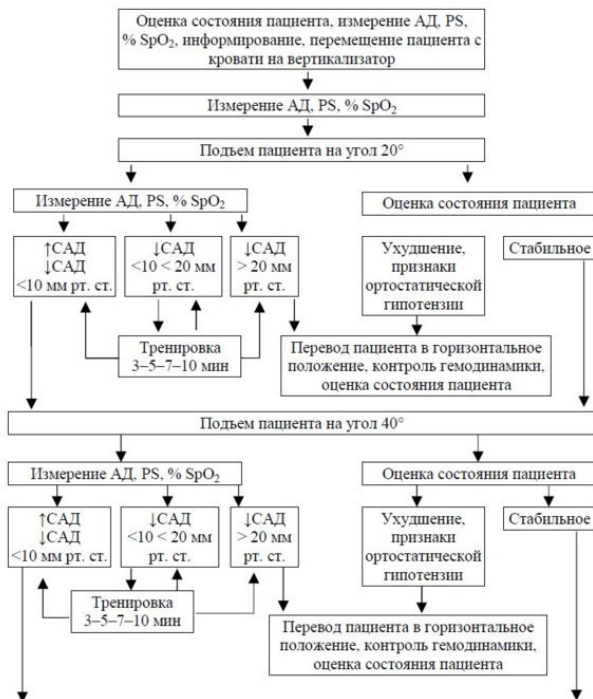 Оценка состояния пациента, измерение АД, PS,
% SpO₂, информирование, перемещение пациента с
кровати на вертикализатор
Измерение АД, PS, % SpO₂
Подъем пациента на угол 20°
Измерение АД, PS, % SpO₂
Оценка состояния пациента
↑САД
↓САД
<10 мм рт. ст.
↓САД
<10 < 20 мм
рт. ст.
↓САД
> 20 мм
рт. ст.
Ухудшение,
признаки
ортостатической
гипотензии
Стабильное
Тренировка
3–5–7–10 мин
Перевод пациента в горизонтальное
положение, контроль гемодинамики,
оценка состояния пациента
Подъем пациента на угол 40°
Измерение АД, PS, % SpO₂
Оценка состояния пациента
↑САД
↓САД
<10 мм рт. ст.
↓САД
<10 < 20 мм
рт. ст.
↓САД
> 20 мм
рт. ст.
Ухудшение,
признаки
ортостатической
гипотензии
Стабильное
Тренировка
3–5–7–10 мин
Перевод пациента в горизонтальное
положение, контроль гемодинамики,
оценка состояния пациента